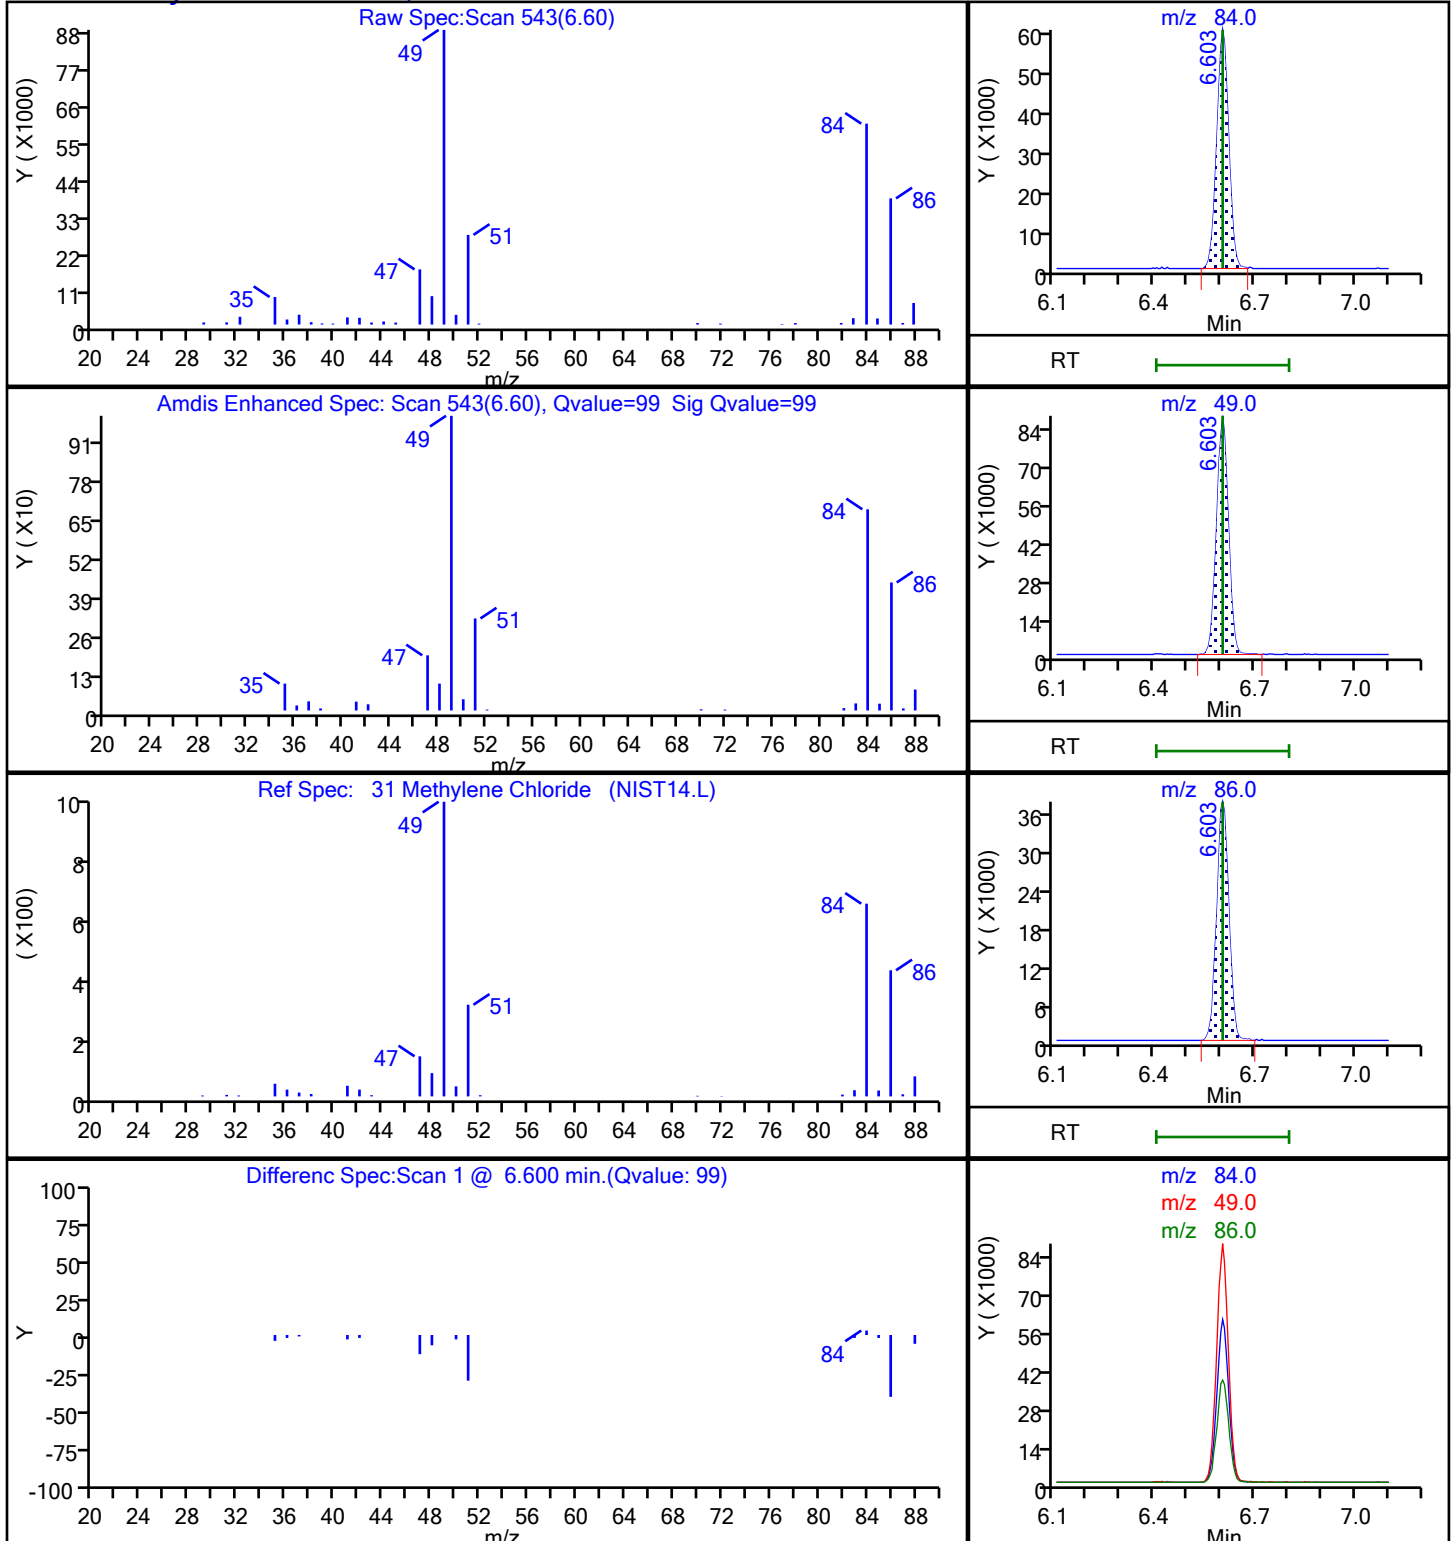 Raw Spec:Scan 543(6.60)
Y ( X1000)
88
77
66
55
44
33
22
11
0
49
84
86
51
47
35
20 24 28 32 36 40 44 48 52 56 60 64 68 72 76 80 84 88
m/z
m/z 84.0
6.603
Y ( X1000)
60
50
40
30
20
10
0
6.1 6.4 6.7 7.0
Min
RT
Amdis Enhanced Spec: Scan 543(6.60), Qvalue=99 Sig Qvalue=99
Y ( X10)
91
78
65
52
39
26
13
0
49
84
86
51
47
35
20 24 28 32 36 40 44 48 52 56 60 64 68 72 76 80 84 88
m/z
m/z 49.0
6.603
Y ( X1000)
84
70
56
42
28
14
0
6.1 6.4 6.7 7.0
Min
RT
Ref Spec: 31 Methylene Chloride (NIST14.L)
( X100)
10
8
6
4
2
0
49
84
86
51
47
20 24 28 32 36 40 44 48 52 56 60 64 68 72 76 80 84 88
m/z
m/z 86.0
6.603
Y ( X1000)
36
30
24
18
12
6
0
6.1 6.4 6.7 7.0
Min
RT
Differenc Spec:Scan 1 @ 6.600 min.(Qvalue: 99)
Y
100
75
50
25
0
-25
-50
-75
-100
84
20 24 28 32 36 40 44 48 52 56 60 64 68 72 76 80 84 88
m/z
m/z 84.0
m/z 49.0
m/z 86.0
Y ( X1000)
84
70
56
42
28
14
0
6.1 6.4 6.7 7.0
Min